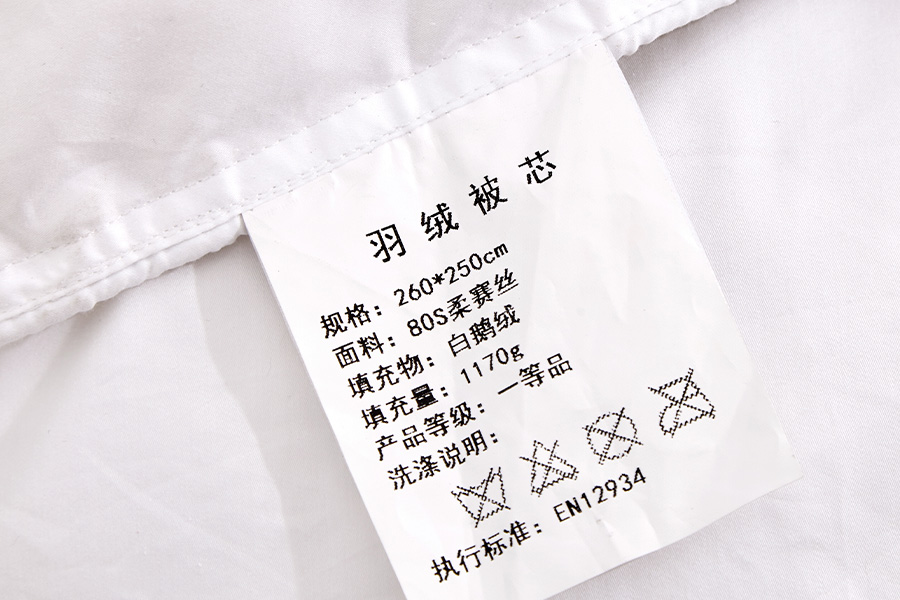 羽绒被芯
规格：260*250cm
面料：80S柔赛丝
填充物：白鹅绒
填充量：1170g
产品等级：一等品
洗涤说明：
执行标准：EN12934